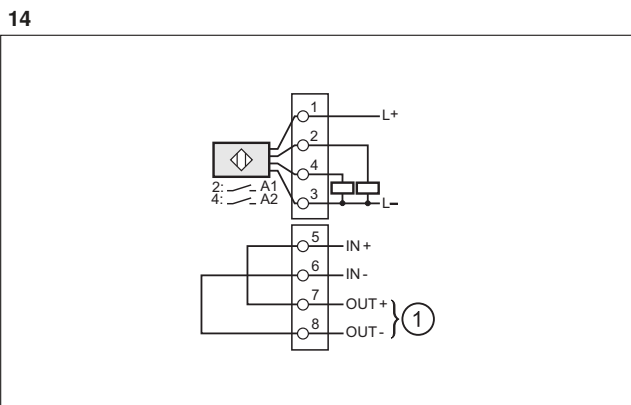 14
1 L+
2
4
2: A1
4: A2
3 L-
5 IN+
6 IN-
7 OUT+
8 OUT-
1